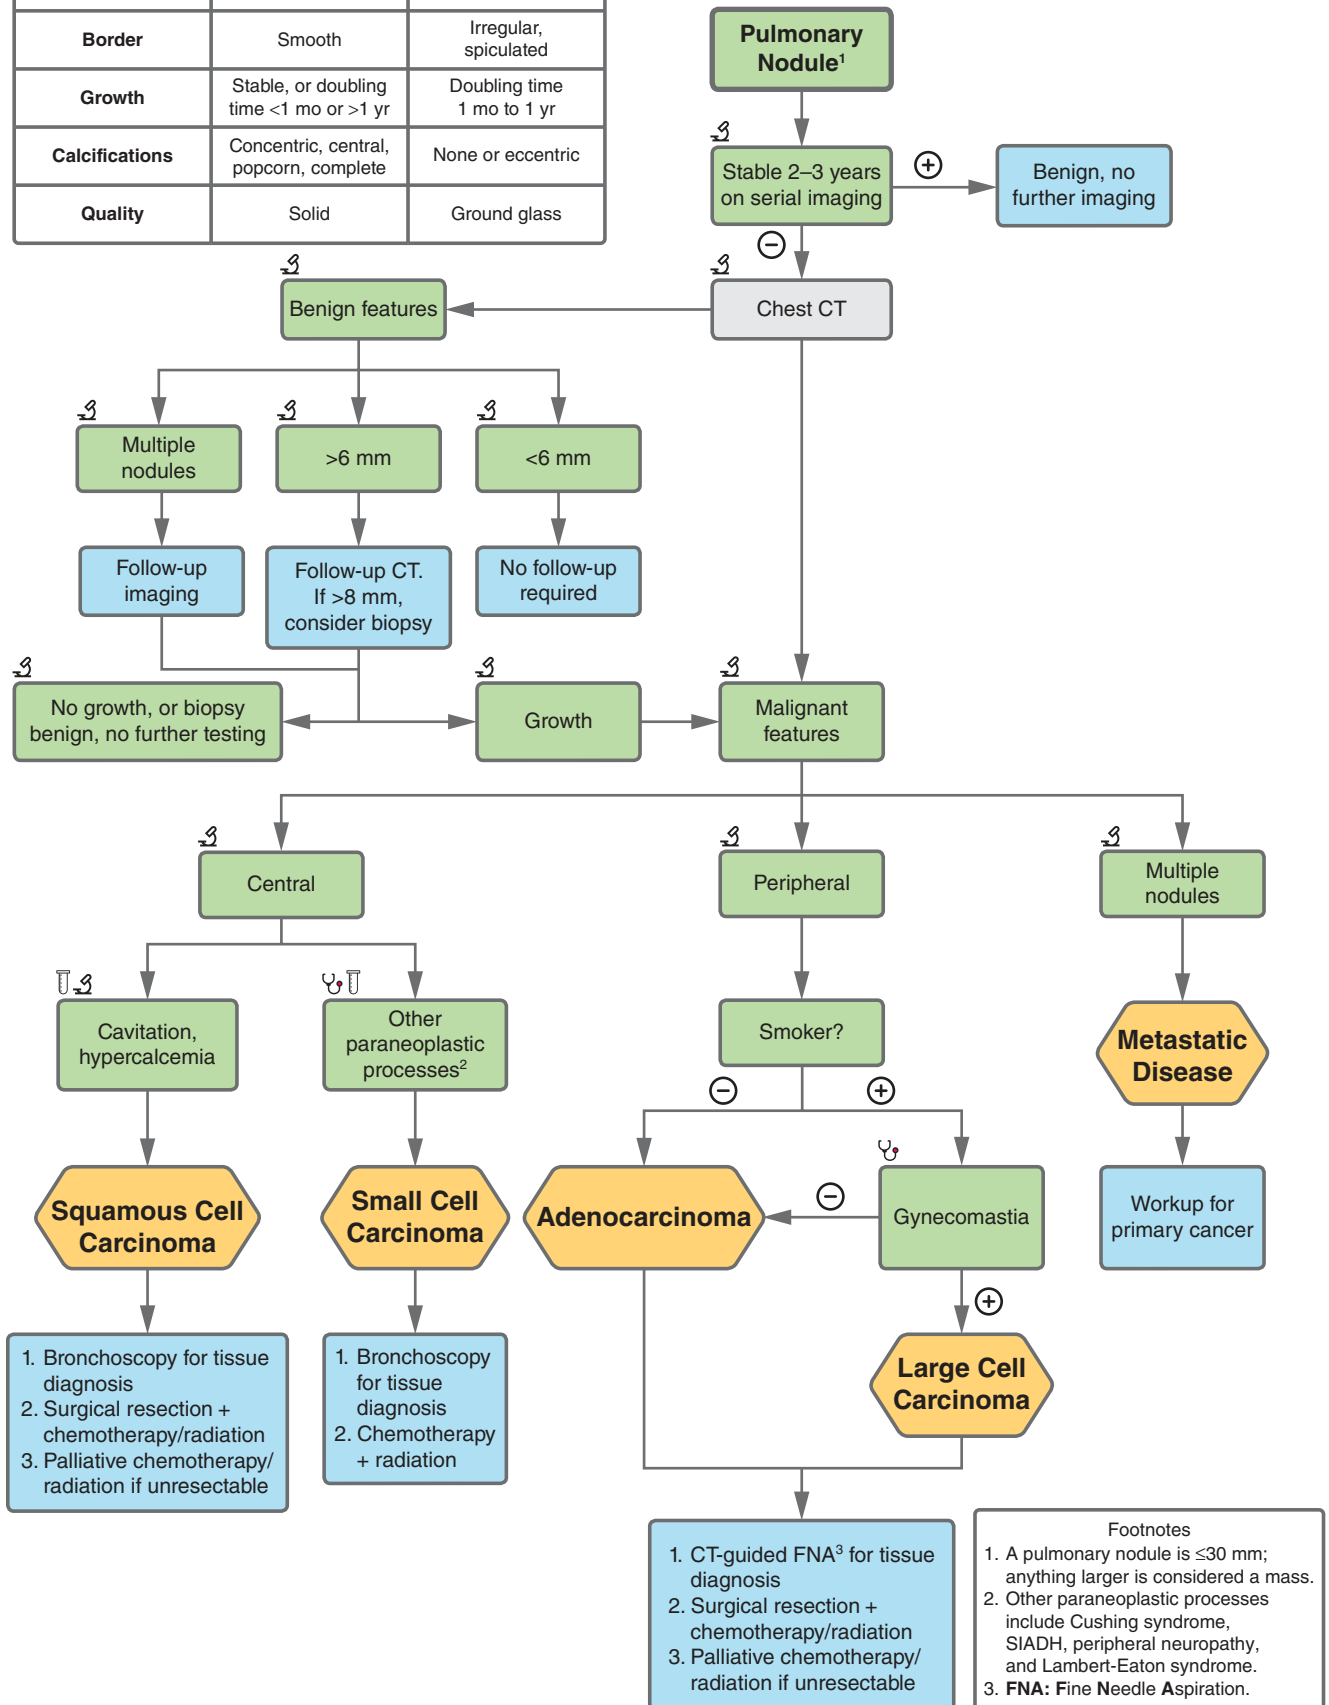 Border
Smooth
Irregular,
spiculated
Growth
Stable, or doubling
time <1 mo or >1 yr
Doubling time
1 mo to 1 yr
Calcifications
Concentric, central,
popcorn, complete
None or eccentric
Quality
Solid
Ground glass
Pulmonary
Nodule¹
Stable 2–3 years
on serial imaging
+
Benign, no
further imaging
−
Chest CT
Benign features
Multiple
nodules
>6 mm
<6 mm
Follow-up
imaging
Follow-up CT.
If >8 mm,
consider biopsy
No follow-up
required
No growth, or biopsy
benign, no further testing
Growth
Malignant
features
Central
Peripheral
Multiple
nodules
Cavitation,
hypercalcemia
Other
paraneoplastic
processes²
Smoker?
Metastatic
Disease
−
+
Squamous Cell
Carcinoma
Small Cell
Carcinoma
Adenocarcinoma
−
Gynecomastia
Workup for
primary cancer
+
1. Bronchoscopy for tissue
diagnosis
2. Surgical resection +
chemotherapy/radiation
3. Palliative chemotherapy/
radiation if unresectable
1. Bronchoscopy
for tissue
diagnosis
2. Chemotherapy
+ radiation
Large Cell
Carcinoma
1. CT-guided FNA³ for tissue
diagnosis
2. Surgical resection +
chemotherapy/radiation
3. Palliative chemotherapy/
radiation if unresectable
Footnotes
1. A pulmonary nodule is ≤30 mm;
anything larger is considered a mass.
2. Other paraneoplastic processes
include Cushing syndrome,
SIADH, peripheral neuropathy,
and Lambert-Eaton syndrome.
3. FNA: Fine Needle Aspiration.